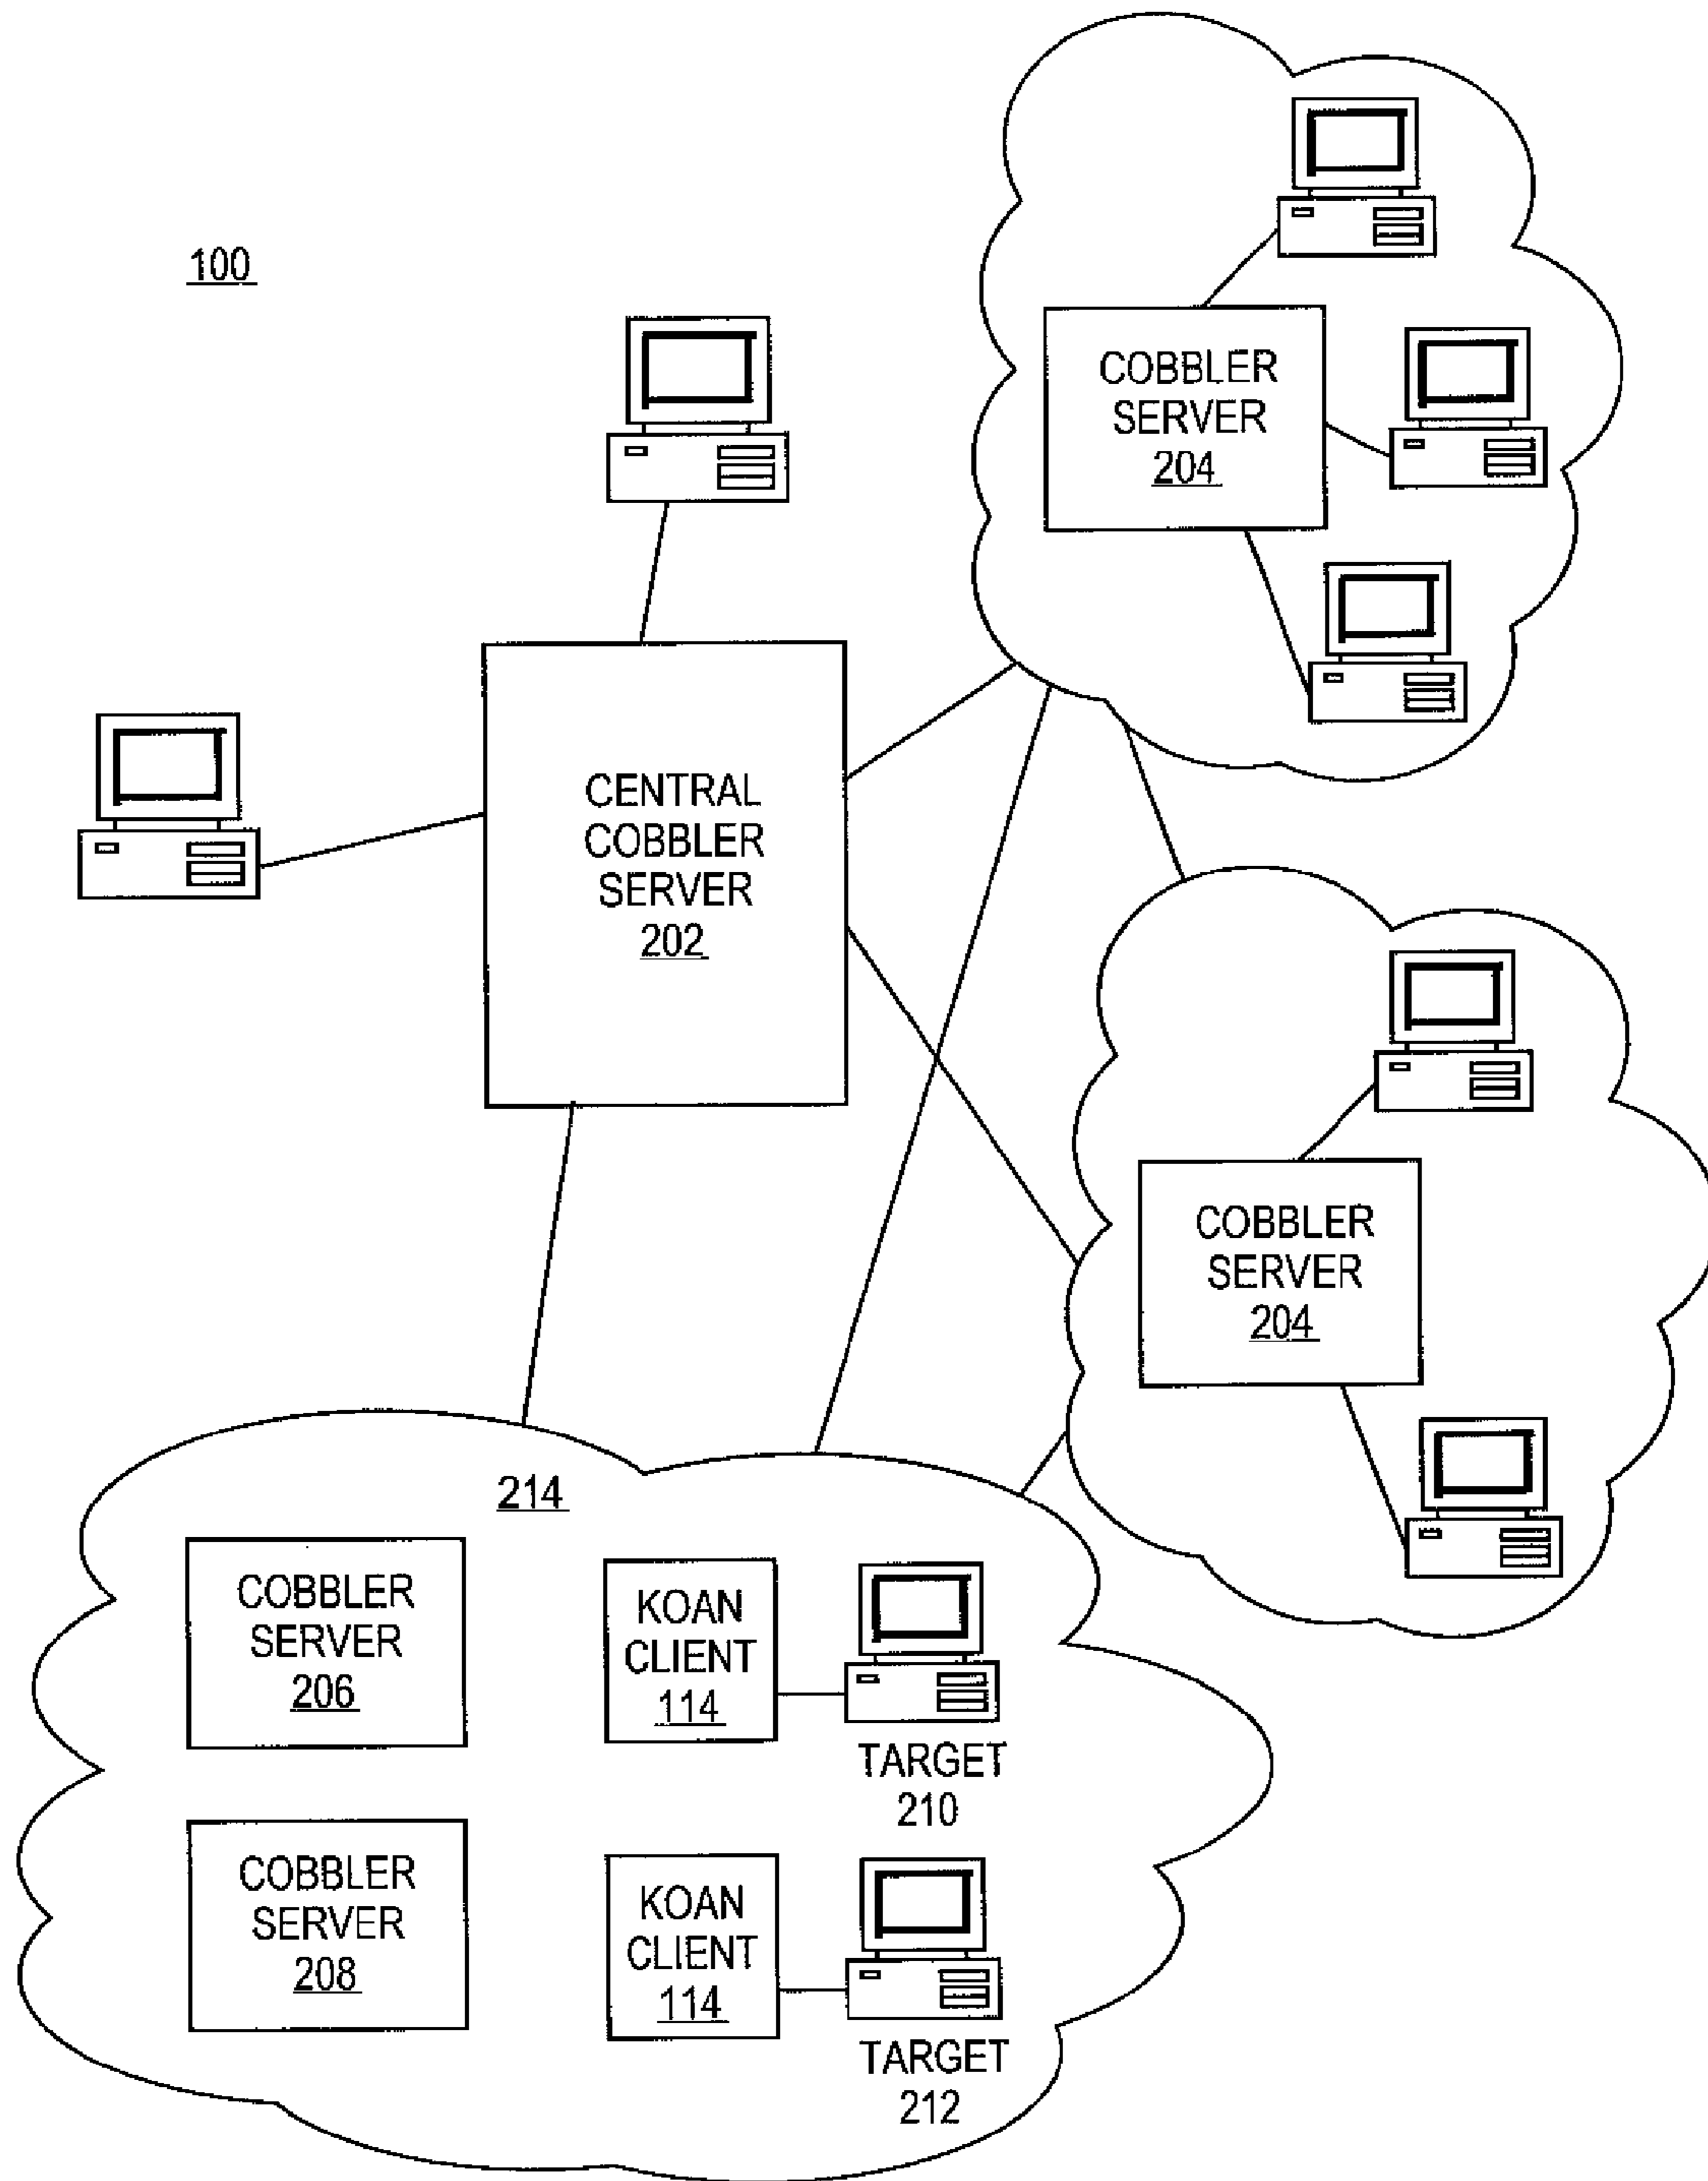 100
COBBLER
SERVER
204
CENTRAL
COBBLER
SERVER
202
COBBLER
SERVER
204
214
COBBLER
SERVER
206
KOAN
CLIENT
114
TARGET
210
COBBLER
SERVER
208
KOAN
CLIENT
114
TARGET
212